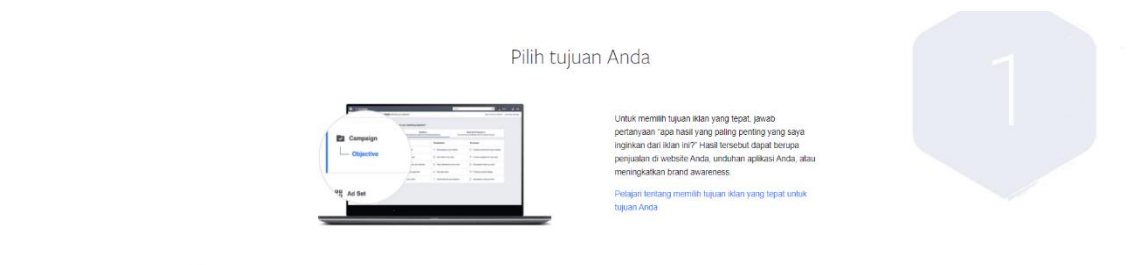 Pilih tujuan Anda
1
Campaign
Objective
Ad Set
Untuk memilih tujuan iklan yang tepat, jawab
pertanyaan "apa hasil yang paling penting yang saya
inginkan dari iklan ini?" Hasil tersebut dapat berupa
penjualan di website Anda, unduhan aplikasi Anda, atau
meningkatkan brand awareness.
Pelajari tentang memilih tujuan iklan yang tepat untuk
tujuan Anda